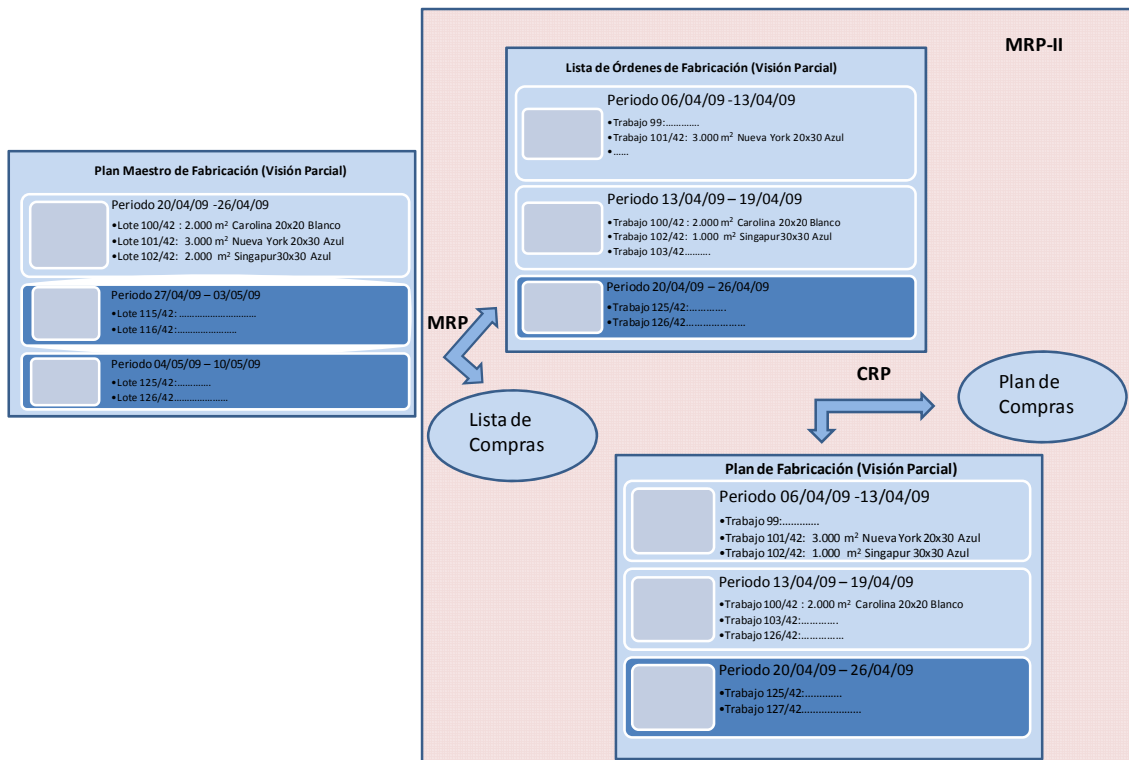 MRP-II
Lista de Órdenes de Fabricación (Visión Parcial)
Periodo 06/04/09 -13/04/09
•Trabajo 99:............
•Trabajo 101/42: 3.000 m² Nueva York 20x30 Azul
•......
Periodo 13/04/09 – 19/04/09
•Trabajo 100/42 : 2.000 m² Carolina 20x20 Blanco
•Trabajo 102/42: 1.000 m² Singapur30x30 Azul
•Trabajo 103/42.........
Periodo 20/04/09 – 26/04/09
•Trabajo 125/42:.............
•Trabajo 126/42.....................
Plan Maestro de Fabricación (Visión Parcial)
Periodo 20/04/09 -26/04/09
•Lote 100/42 : 2.000 m² Carolina 20x20 Blanco
•Lote 101/42: 3.000 m² Nueva York 20x30 Azul
•Lote 102/42: 2.000 m² Singapur30x30 Azul
Periodo 27/04/09 – 03/05/09
•Lote 115/42: ............................
•Lote 116/42:.....................
Periodo 04/05/09 – 10/05/09
•Lote 125/42:............
•Lote 126/42....................
MRP
Lista de
Compras
CRP
Plan de
Compras
Plan de Fabricación (Visión Parcial)
Periodo 06/04/09 -13/04/09
•Trabajo 99:.............
•Trabajo 101/42: 3.000 m² Nueva York 20x30 Azul
•Trabajo 102/42: 1.000 m² Singapur 30x30 Azul
Periodo 13/04/09 – 19/04/09
•Trabajo 100/42 : 2.000 m² Carolina 20x20 Blanco
•Trabajo 103/42:.............
•Trabajo 126/42:..............
Periodo 20/04/09 – 26/04/09
•Trabajo 125/42:.............
•Trabajo 127/42.....................